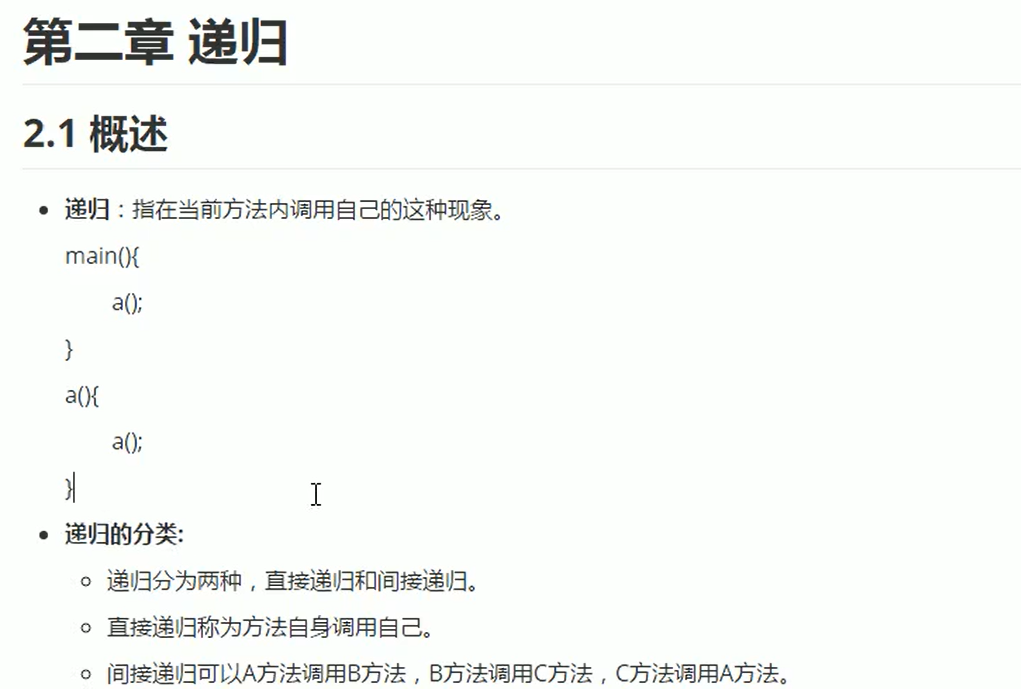 第二章 递归
2.1 概述
递归：指在当前方法内调用自己的这种现象。
main(){
a();
}
a(){
a();
}
递归的分类:
递归分为两种，直接递归和间接递归。
直接递归称为方法自身调用自己。
间接递归可以A方法调用B方法，B方法调用C方法，C方法调用A方法。